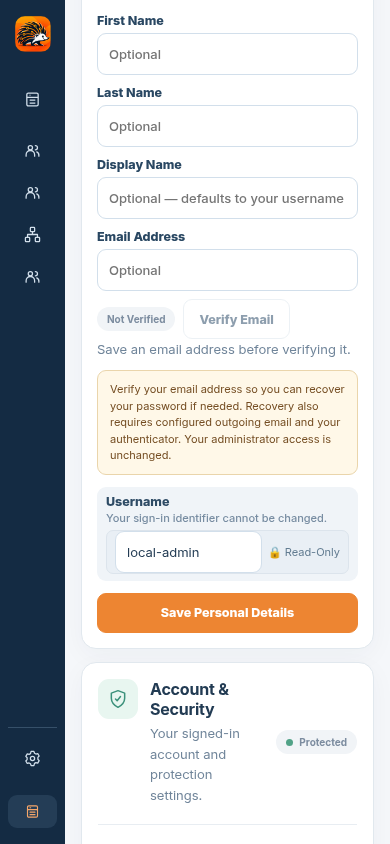 First Name
Optional
Last Name
Optional
Display Name
Optional — defaults to your username
Email Address
Optional
Not Verified
Verify Email
Save an email address before verifying it.
Verify your email address so you can recover
your password if needed. Recovery also
requires configured outgoing email and your
authenticator. Your administrator access is
unchanged.
Username
Your sign-in identifier cannot be changed.
local-admin
🔒 Read-Only
Save Personal Details
Account &
Security
Your signed-in
account and
protection
settings.
Protected